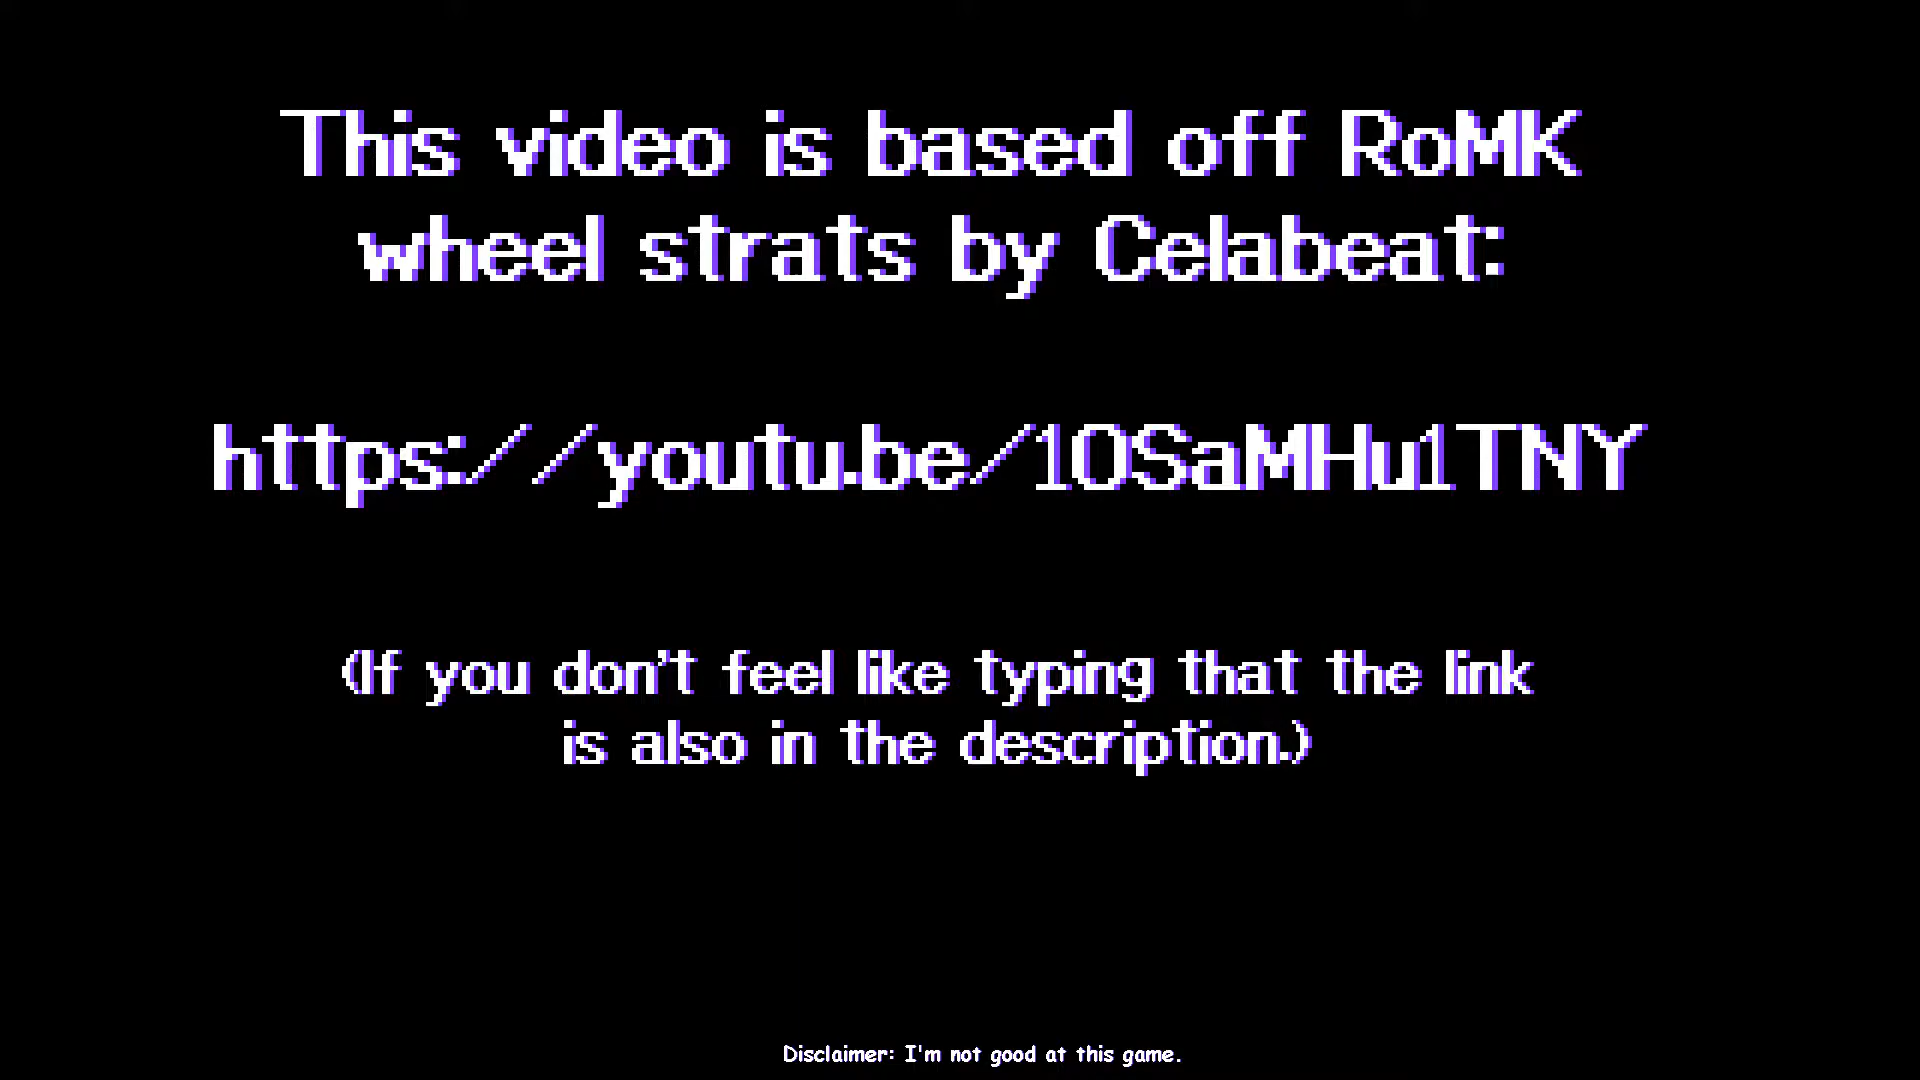 This video is based off RoMK
wheel strats by Celabeat:
https://youtu.be/1OSaMHu1TNY
(If you don't feel like typing that the link
is also in the description.)
Disclaimer: I'm not good at this game.